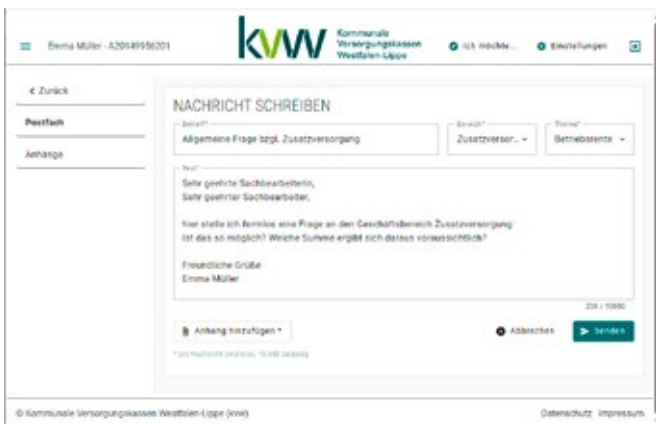 Emma Müller - A20149956201
kvw
Kommunale
Versorgungskassen
Westfalen-Lippe
Ich möchte...
Einstellungen
< Zurück
Postfach
Anhänge
NACHRICHT SCHREIBEN
Betreff*
Allgemeine Frage bzgl. Zusatzversorgung
Bereich*
Zusatzversor...
Thema*
Betriebsrente
Text*
Sehr geehrte Sachbearbeiterin,
Sehr geehrter Sachbearbeiter,
hier stelle ich formlos eine Frage an den Geschäftsbereich Zusatzversorgung:
Ist das so möglich? Welche Summe ergibt sich daraus voraussichtlich?
Freundliche Grüße
Emma Müller
/ 10000
Anhang hinzufügen *
Abbrechen
Senden
© Kommunale Versorgungskassen Westfalen-Lippe (kvw)
Datenschutz Impressum